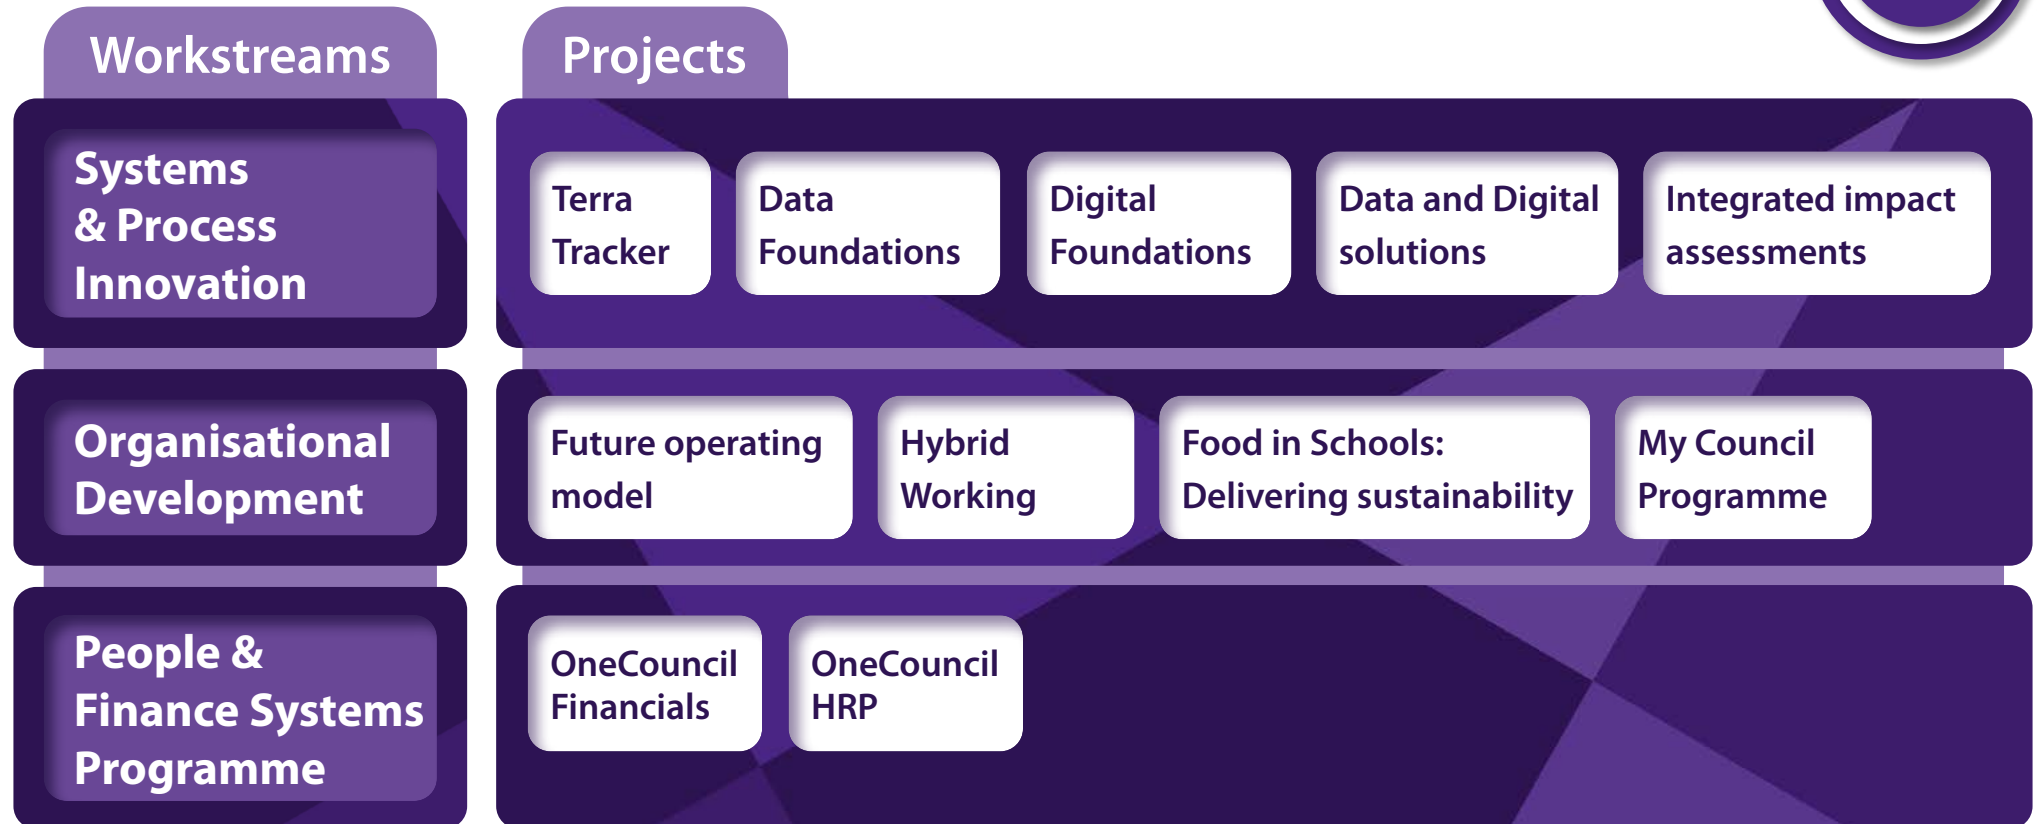 Workstreams
Projects
Systems
& Process
Innovation
Terra
Tracker
Data
Foundations
Digital
Foundations
Data and Digital
solutions
Integrated impact
assessments
Organisational
Development
Future operating
model
Hybrid
Working
Food in Schools:
Delivering sustainability
My Council
Programme
People &
Finance Systems
Programme
OneCouncil
Financials
OneCouncil
HRP